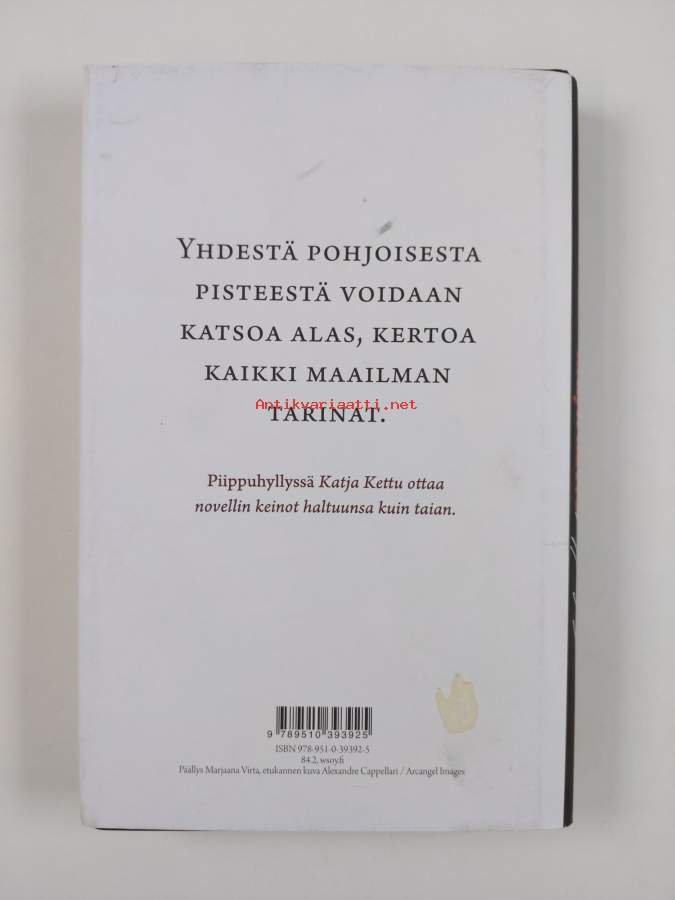 YHDESTÄ POHJOISESTA
PISTEESTÄ VOIDAAN
KATSOA ALAS, KERTOA
KAIKKI MAAILMAN
Antikvariaatti.net
TARINAT.
Piippuhyllyssä Katja Kettu ottaa
novellin keinot haltuunsa kuin taian.
9 789510 393925
ISBN 978-951-0-39392-5
84.2, wsoy.fi
Päällys Marjaana Virta, etukannen kuva Alexandre Cappellari / Arcangel Images